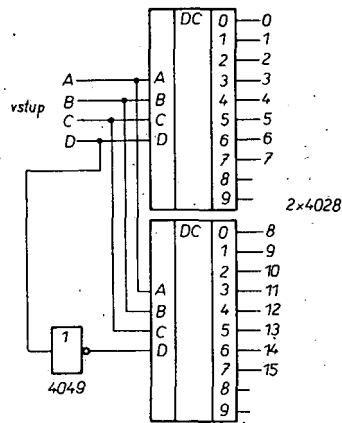 DC 0 0
1 1
2 2
A A 3 3
vstup B B 4 4
C C 5 5
D D 6 6
7 7
8
9
2×4028
DC 0 8
1 9
2 10
A 3 11
B 4 12
C 5 13
1 D 6 14
7 15
4049 8
9